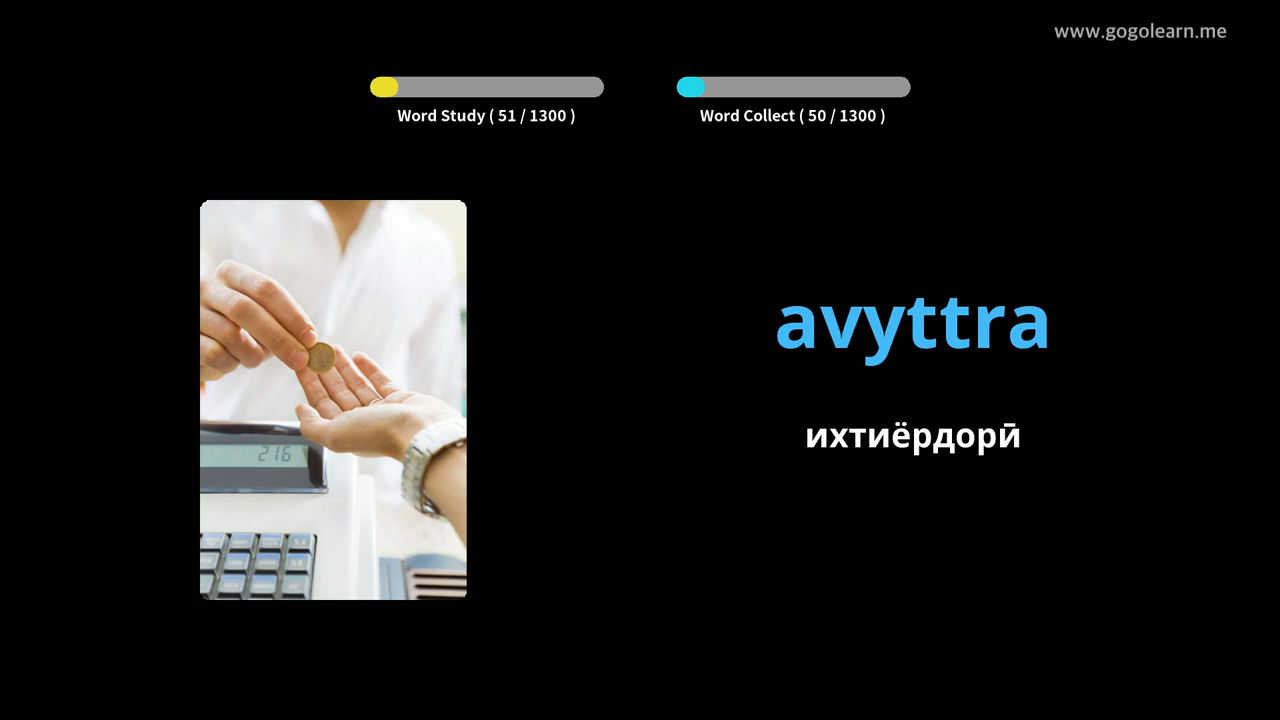 www.gogolearn.me
Word Study ( 51 / 1300 )
Word Collect ( 50 / 1300 )
216
avyttra
ихтиёрдорӣ